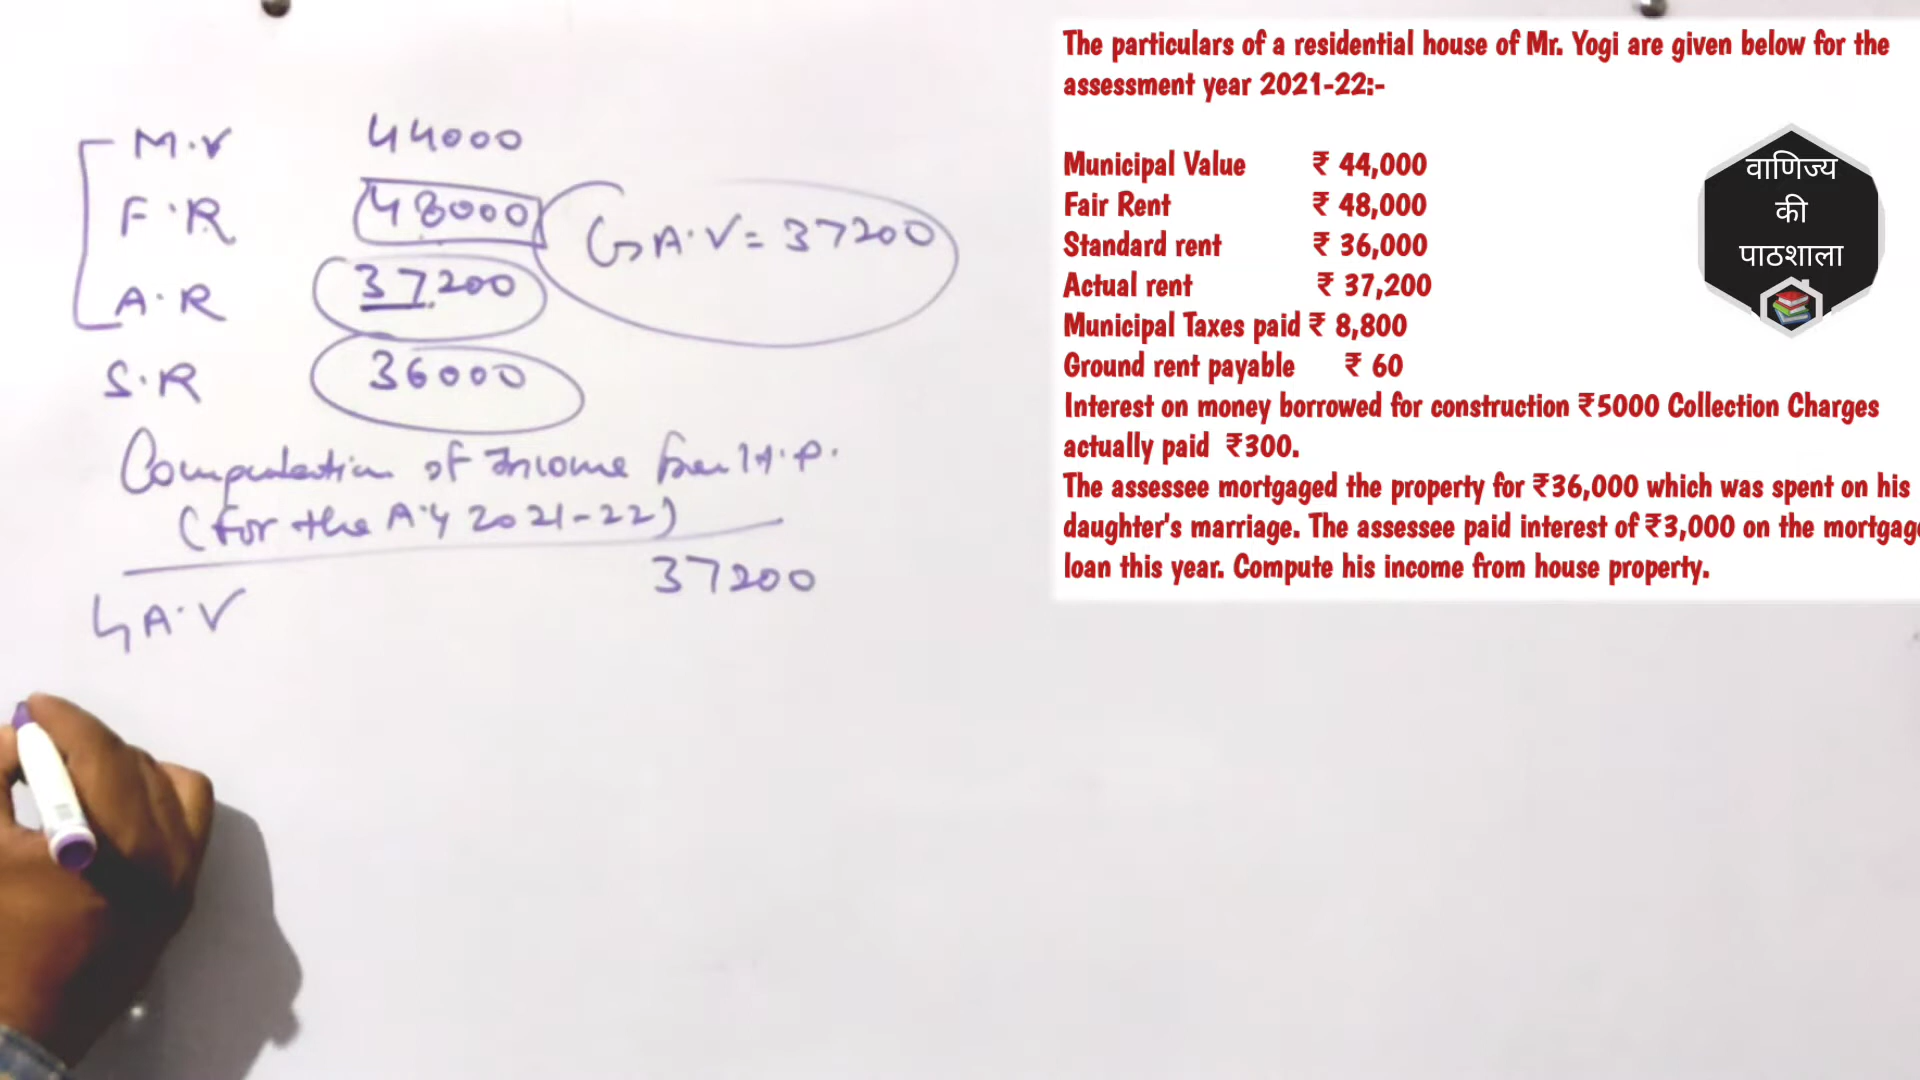 M.V 44000
F.R 48000
A.R 37200
S.R 36000
G.A.V = 37200
Computation of Income from H.P.
(For the A.Y 2021-22)
G.A.V 37200
The particulars of a residential house of Mr. Yogi are given below for the
assessment year 2021-22:-
Municipal Value ₹ 44,000
Fair Rent ₹ 48,000
Standard rent ₹ 36,000
Actual rent ₹ 37,200
Municipal Taxes paid ₹ 8,800
Ground rent payable ₹ 60
Interest on money borrowed for construction ₹5000 Collection Charges
actually paid ₹300.
The assessee mortgaged the property for ₹36,000 which was spent on his
daughter's marriage. The assessee paid interest of ₹3,000 on the mortgage
loan this year. Compute his income from house property.
वाणिज्य
की
पाठशाला